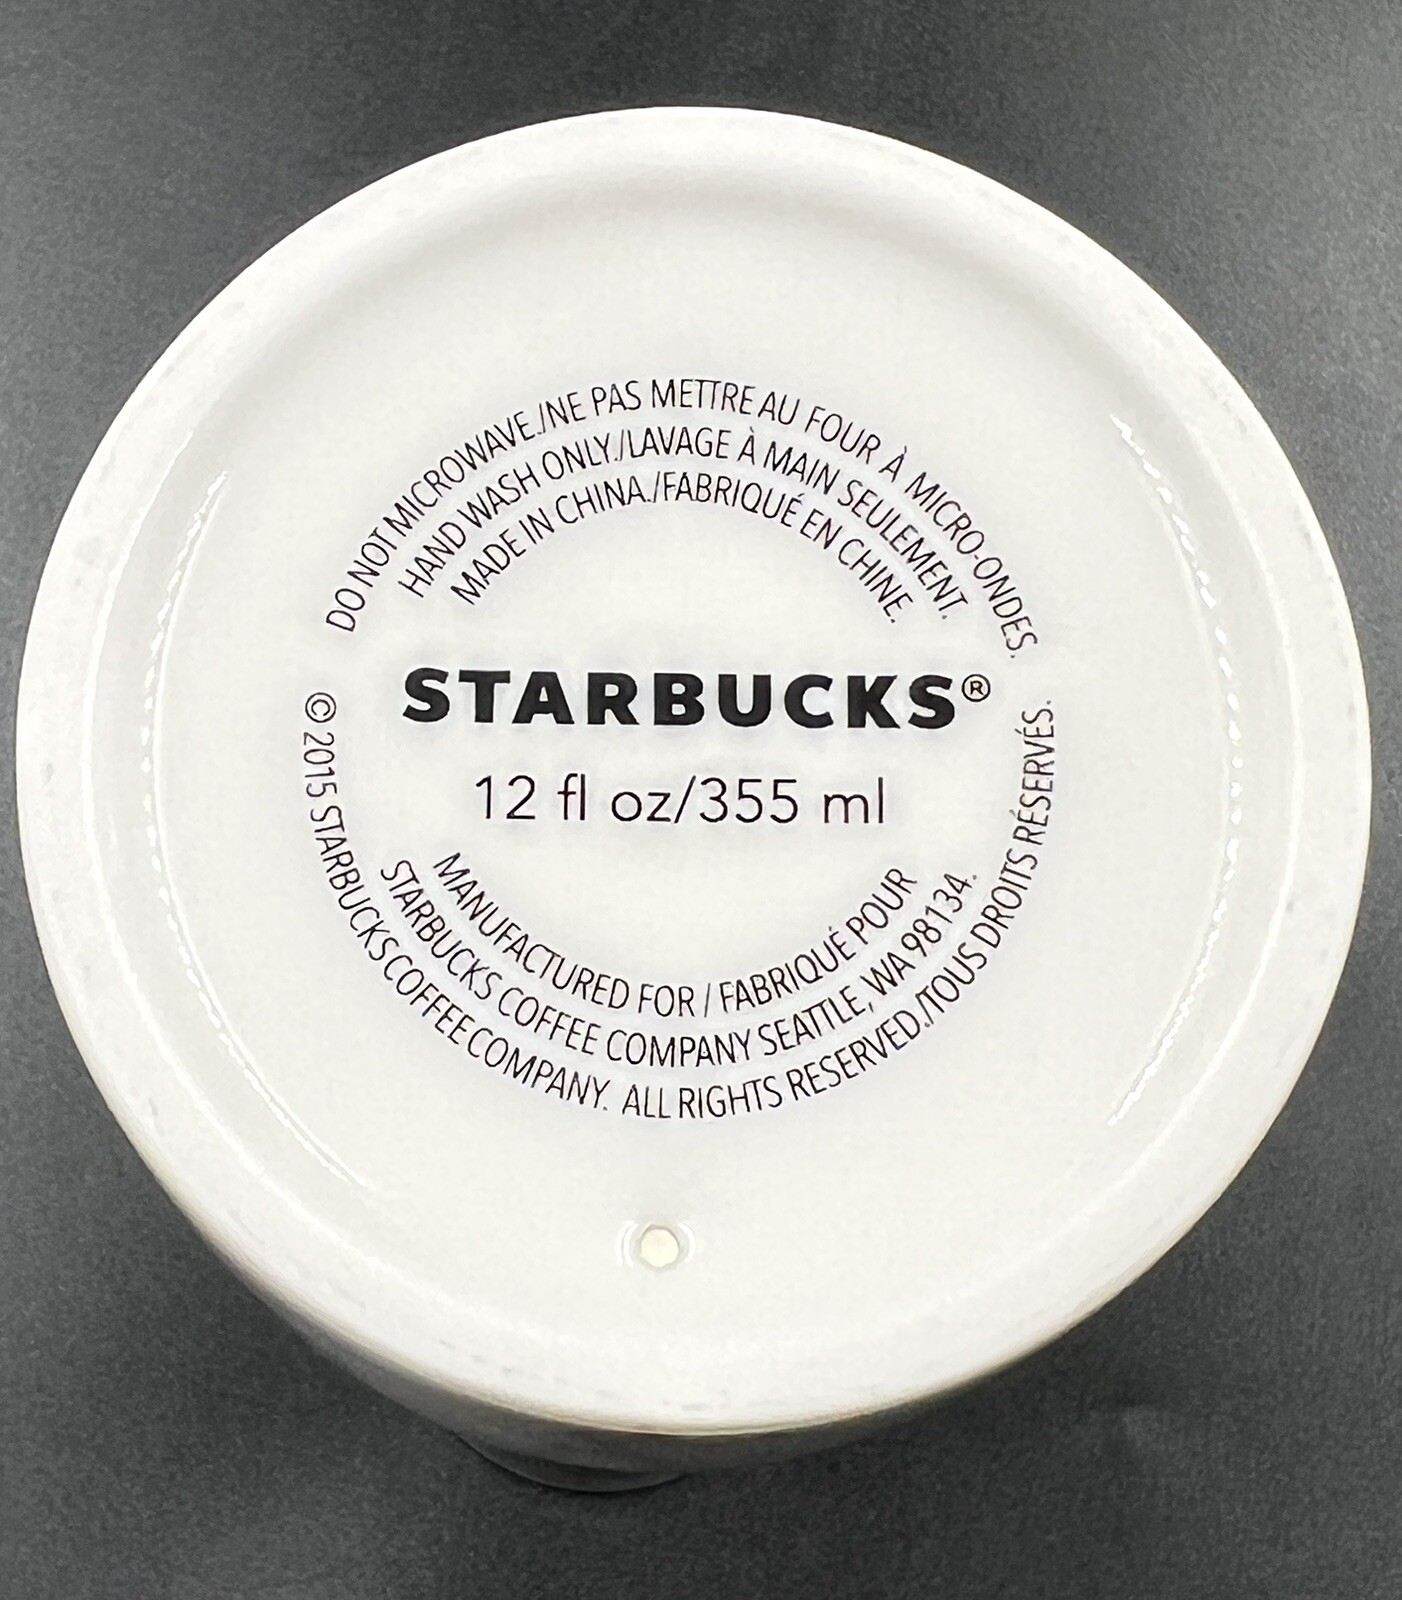 DO NOT MICROWAVE./NE PAS METTRE AU FOUR À MICRO-ONDES.
HAND WASH ONLY./LAVAGE À MAIN SEULEMENT.
MADE IN CHINA./FABRIQUÉ EN CHINE.
STARBUCKS®
12 fl oz/355 ml
MANUFACTURED FOR / FABRIQUÉ POUR
STARBUCKS COFFEE COMPANY SEATTLE, WA 98134.
© 2015 STARBUCKS COFFEE COMPANY. ALL RIGHTS RESERVED./TOUS DROITS RÉSERVÉS.